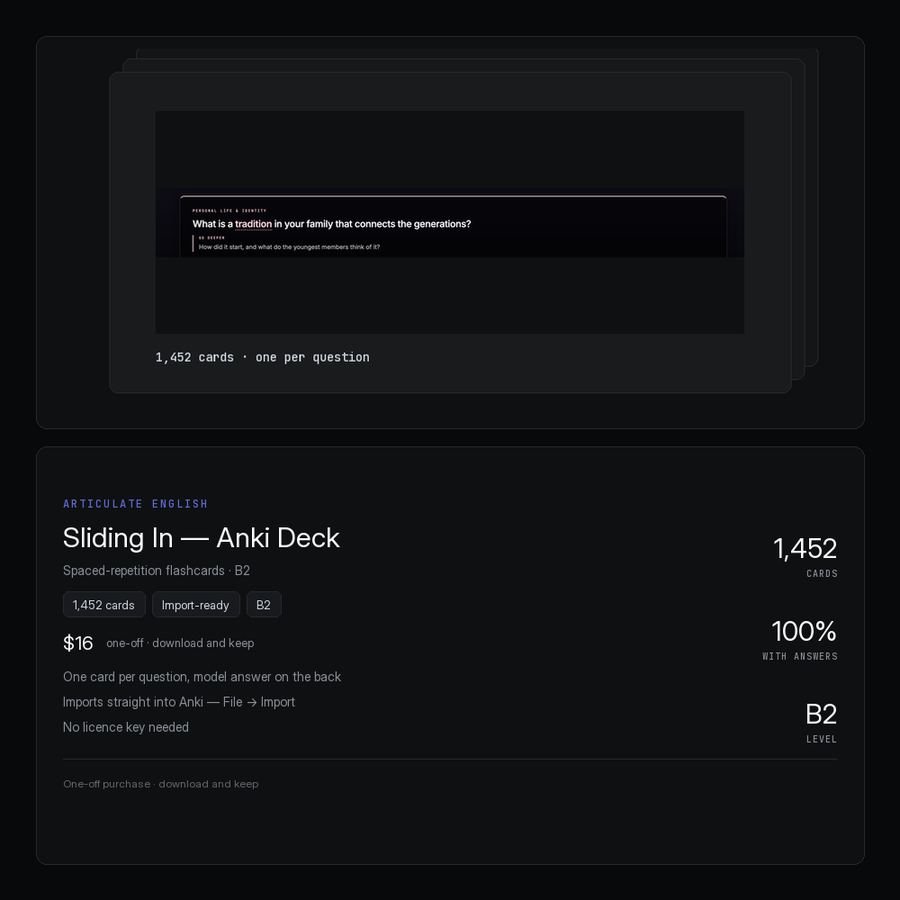 PERSONAL LIFE & IDENTITY
What is a tradition in your family that connects the generations?
GO DEEPER
How did it start, and what do the youngest members think of it?
1,452 cards · one per question
ARTICULATE ENGLISH
Sliding In — Anki Deck
Spaced-repetition flashcards · B2
1,452 cards
Import-ready
B2
$16 one-off · download and keep
One card per question, model answer on the back
Imports straight into Anki — File → Import
No licence key needed
1,452
CARDS
100%
WITH ANSWERS
B2
LEVEL
One-off purchase · download and keep